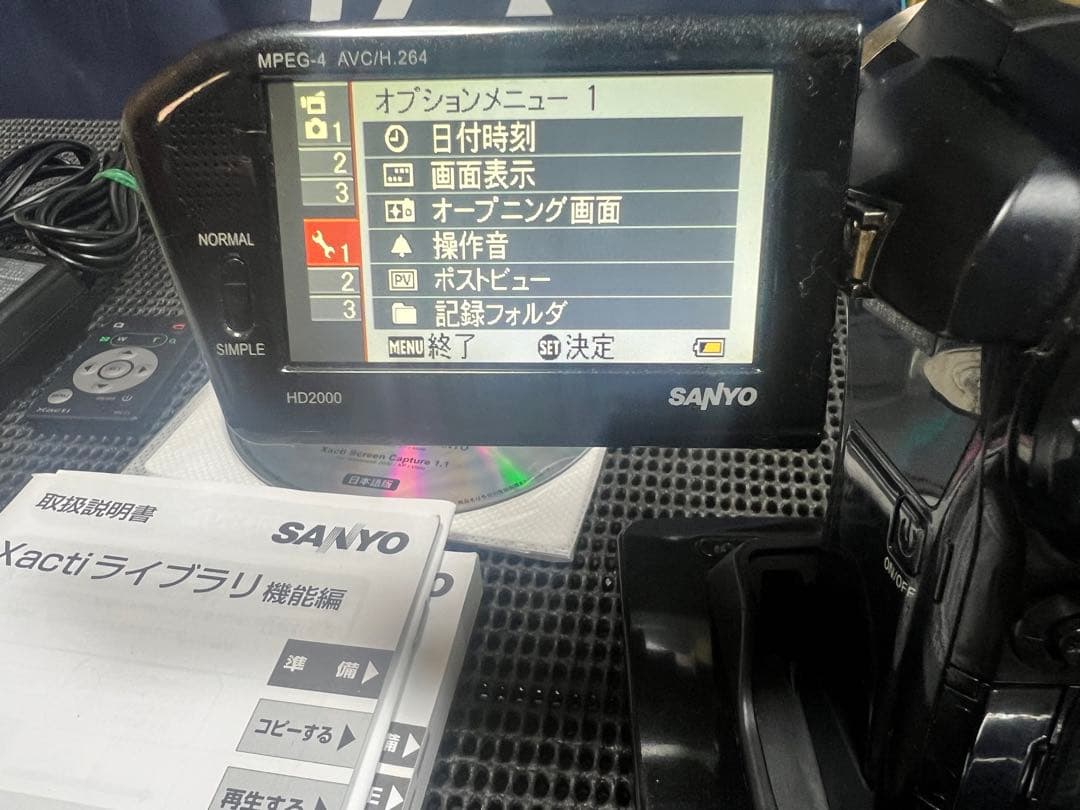 MPEG-4 AVC/H.264
オプションメニュー 1
1
2
3
1
2
3
日付時刻
画面表示
オープニング画面
操作音
PV ポストビュー
記録フォルダ
MENU 終了 SET 決定
NORMAL
SIMPLE
HD2000
SANYO
W T
SET
MENU
Xacti
Xacti Screen Capture 1.1
日本語版
取扱説明書
SANYO
Xactiライブラリ 機能編
準 備
コピーする
再生する
備
ON/OFF